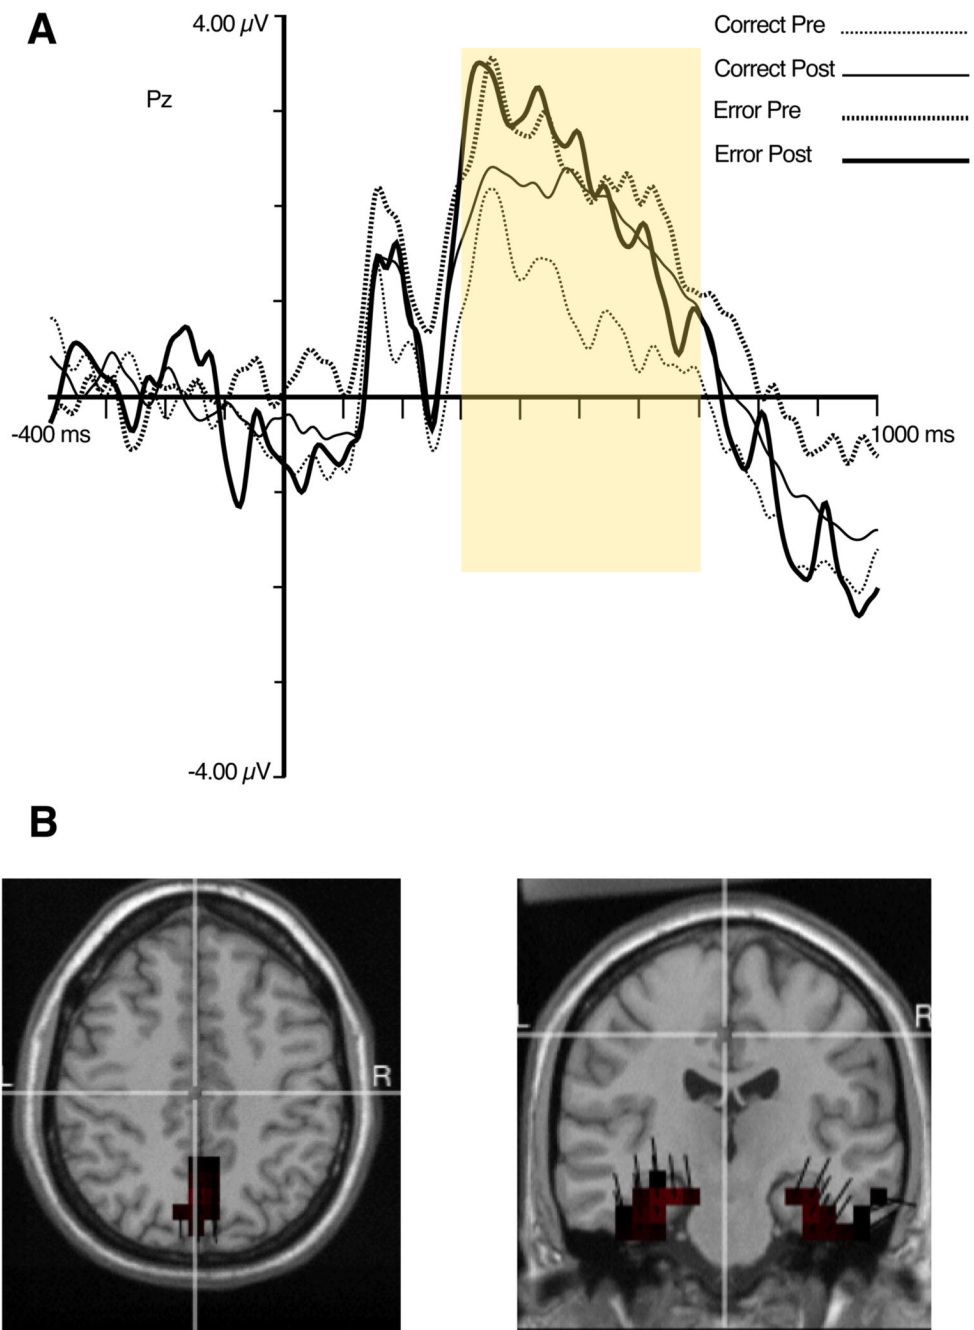 A
4.00 µV
Pz
Correct Pre
Correct Post
Error Pre
Error Post
-400 ms
1000 ms
-4.00 µV
B
L
R
L
R